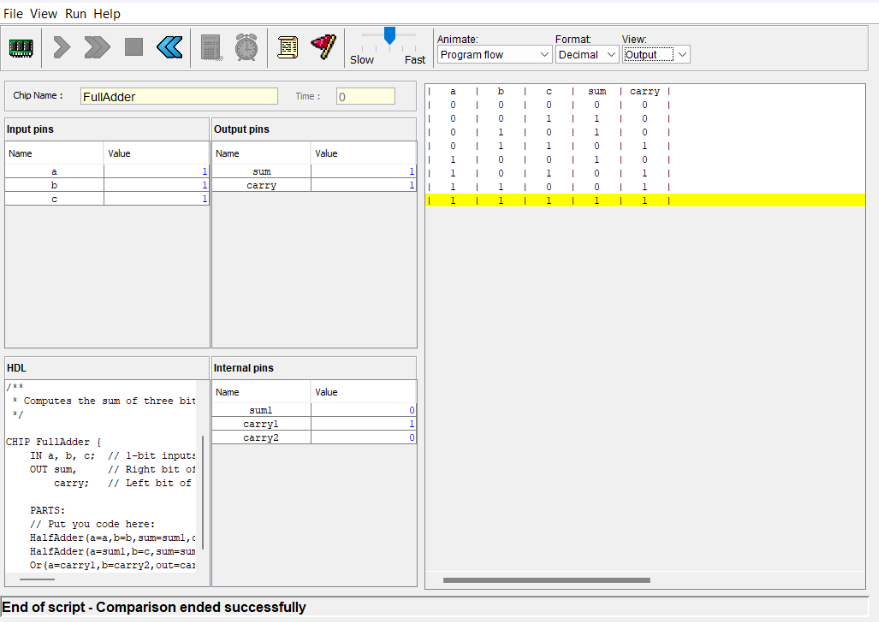 File View Run Help
Slow Fast
Animate: Format: View:
Program flow Decimal Output
Chip Name : FullAdder Time : 0
Input pins
Name Value
a 1
b 1
c 1
Output pins
Name Value
sum 1
carry 1
| a | b | c | sum | carry |
| 0 | 0 | 0 | 0 | 0 |
| 0 | 0 | 1 | 1 | 0 |
| 0 | 1 | 0 | 1 | 0 |
| 0 | 1 | 1 | 0 | 1 |
| 1 | 0 | 0 | 1 | 0 |
| 1 | 0 | 1 | 0 | 1 |
| 1 | 1 | 0 | 0 | 1 |
| 1 | 1 | 1 | 1 | 1 |
HDL
/**
* Computes the sum of three bit
*/
CHIP FullAdder {
IN a, b, c; // 1-bit inputs
OUT sum, // Right bit of
carry; // Left bit of
PARTS:
// Put you code here:
HalfAdder(a=a,b=b,sum=sum1,c
HalfAdder(a=sum1,b=c,sum=sum
Or(a=carry1,b=carry2,out=car
Internal pins
Name Value
sum1 0
carry1 1
carry2 0
End of script - Comparison ended successfully